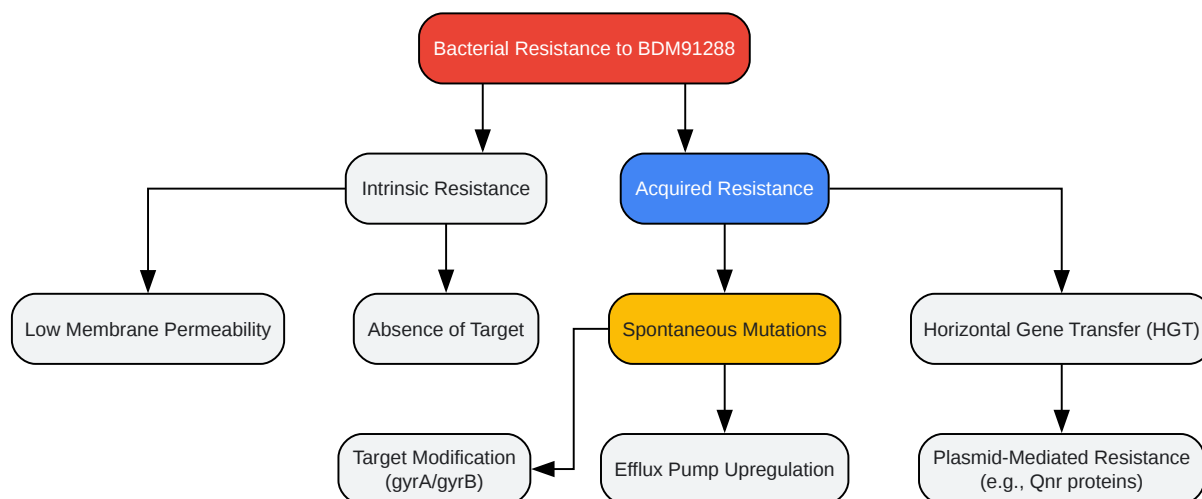 Bacterial Resistance to BDM91288
Intrinsic Resistance
Acquired Resistance
Low Membrane Permeability
Absence of Target
Spontaneous Mutations
Horizontal Gene Transfer (HGT)
Target Modification
(gyrA/gyrB)
Efflux Pump Upregulation
Plasmid-Mediated Resistance
(e.g., Qnr proteins)